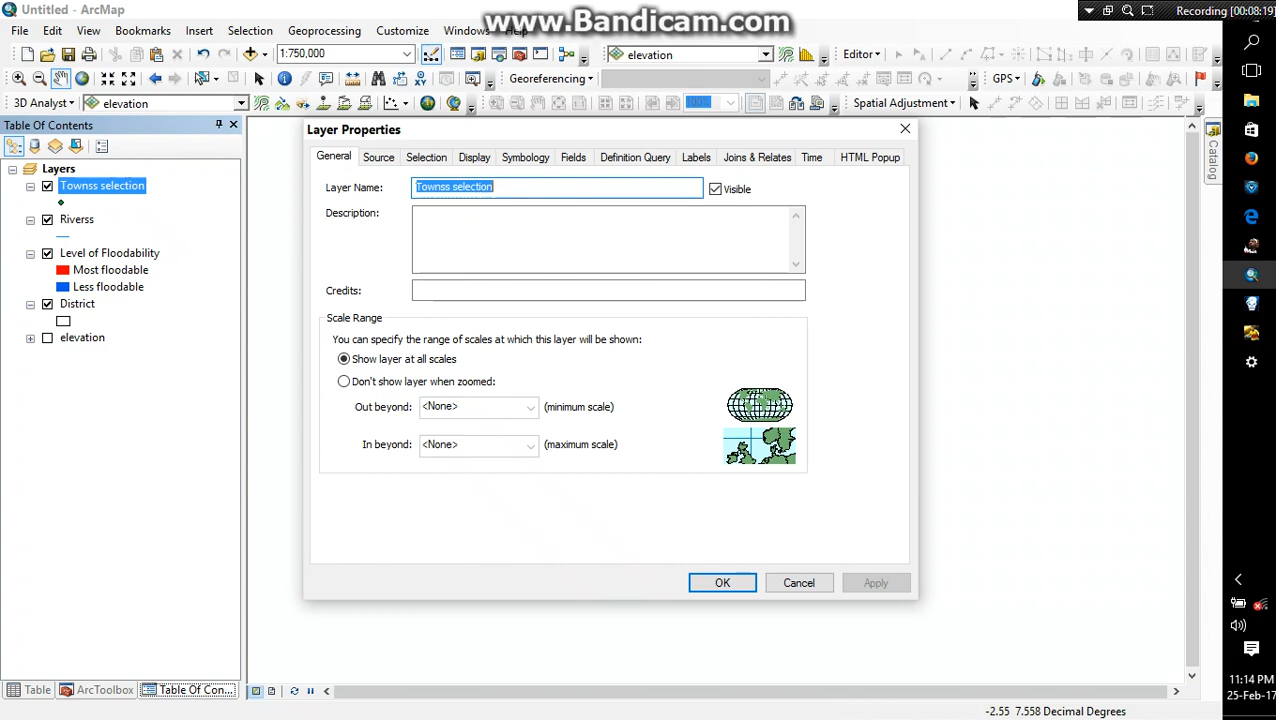 Untitled - ArcMap
www.Bandicam.com
Recording [00:08:19]
File Edit View Bookmarks Insert Selection Geoprocessing Customize Windows Help
1:750,000
elevation
Editor
Georeferencing
GPS
3D Analyst
elevation
100%
Spatial Adjustment
Table Of Contents
Layers
Townss selection
Riverss
Level of Floodability
Most floodable
Less floodable
District
elevation
Layer Properties
General Source Selection Display Symbology Fields Definition Query Labels Joins & Relates Time HTML Popup
Layer Name: Townss selection Visible
Description:
Credits:
Scale Range
You can specify the range of scales at which this layer will be shown:
Show layer at all scales
Don't show layer when zoomed:
Out beyond: <None> (minimum scale)
In beyond: <None> (maximum scale)
OK Cancel Apply
Catalog
Table ArcToolbox Table Of Con...
-2.55 7.558 Decimal Degrees
11:14 PM
25-Feb-17